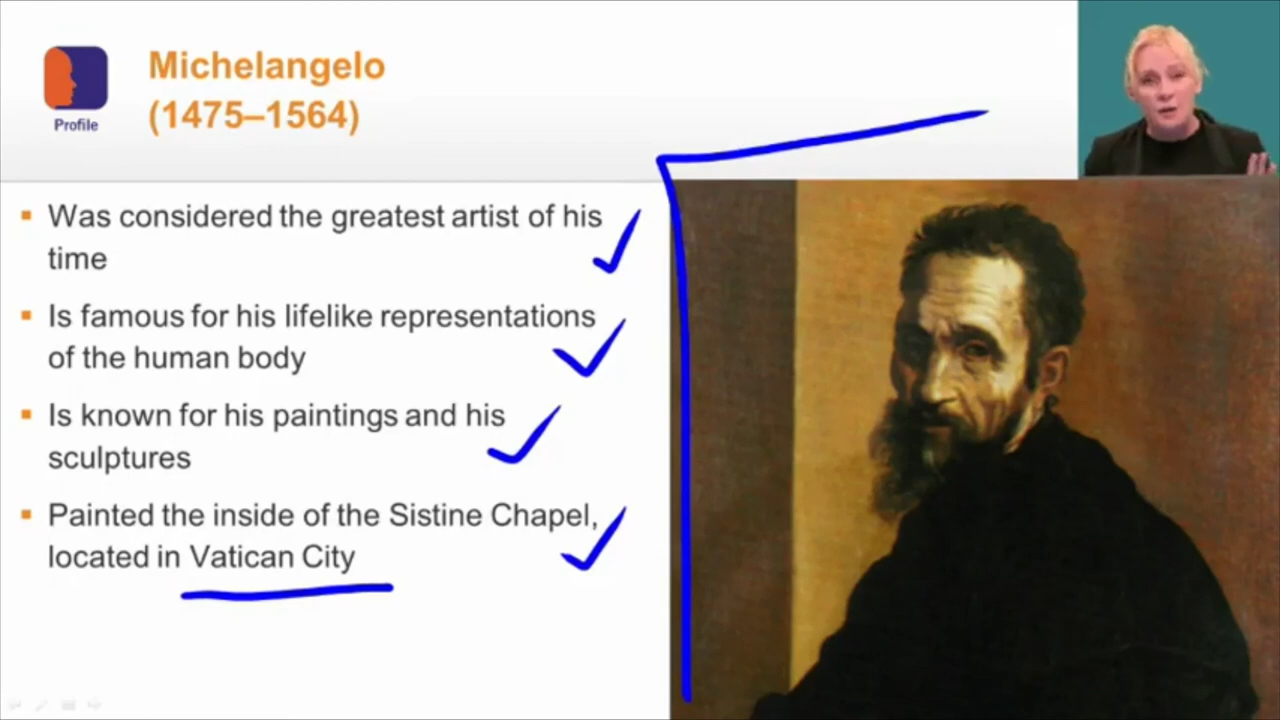 Michelangelo
(1475–1564)
Profile
▪ Was considered the greatest artist of his
time
▪ Is famous for his lifelike representations
of the human body
▪ Is known for his paintings and his
sculptures
▪ Painted the inside of the Sistine Chapel,
located in Vatican City